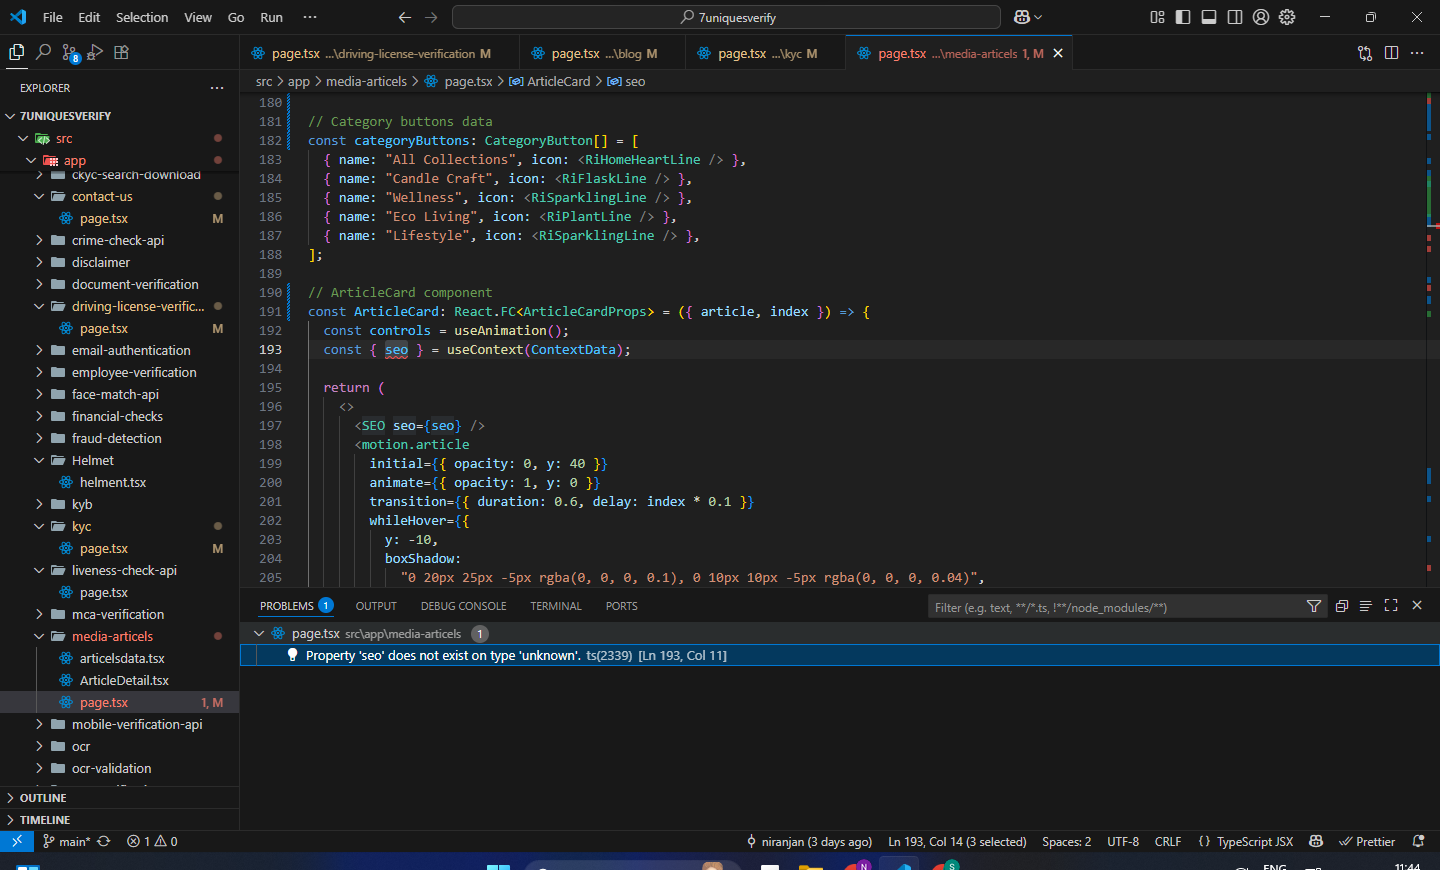 File Edit Selection View Go Run ···
7uniquesverify
8
page.tsx ...\driving-license-verification M
page.tsx ...\blog M
page.tsx ...\kyc M
page.tsx ...\media-articels 1, M
EXPLORER
src > app > media-articels > page.tsx > ArticleCard > seo
7UNIQUESVERIFY
src
app
ckyc-search-download
contact-us
page.tsx M
crime-check-api
disclaimer
document-verification
driving-license-verific...
page.tsx M
email-authentication
employee-verification
face-match-api
financial-checks
fraud-detection
Helmet
helment.tsx
kyb
kyc
page.tsx M
liveness-check-api
page.tsx
mca-verification
media-articels
articelsdata.tsx
ArticleDetail.tsx
page.tsx 1, M
mobile-verification-api
ocr
ocr-validation
OUTLINE
TIMELINE
180
181 // Category buttons data
182 const categoryButtons: CategoryButton[] = [
183 { name: "All Collections", icon: <RiHomeHeartLine /> },
184 { name: "Candle Craft", icon: <RiFlaskLine /> },
185 { name: "Wellness", icon: <RiSparklingLine /> },
186 { name: "Eco Living", icon: <RiPlantLine /> },
187 { name: "Lifestyle", icon: <RiSparklingLine /> },
188 ];
189
190 // ArticleCard component
191 const ArticleCard: React.FC<ArticleCardProps> = ({ article, index }) => {
192 const controls = useAnimation();
193 const { seo } = useContext(ContextData);
194
195 return (
196 <>
197 <SEO seo={seo} />
198 <motion.article
199 initial={{ opacity: 0, y: 40 }}
200 animate={{ opacity: 1, y: 0 }}
201 transition={{ duration: 0.6, delay: index * 0.1 }}
202 whileHover={{
203 y: -10,
204 boxShadow:
205 "0 20px 25px -5px rgba(0, 0, 0, 0.1), 0 10px 10px -5px rgba(0, 0, 0, 0.04)",
PROBLEMS 1 OUTPUT DEBUG CONSOLE TERMINAL PORTS
Filter (e.g. text, **/*.ts, !**/node_modules/**)
page.tsx src\app\media-articels 1
Property 'seo' does not exist on type 'unknown'. ts(2339) [Ln 193, Col 11]
main* 1 0
niranjan (3 days ago) Ln 193, Col 14 (3 selected) Spaces: 2 UTF-8 CRLF { } TypeScript JSX Prettier
N
S
ENG
11:44